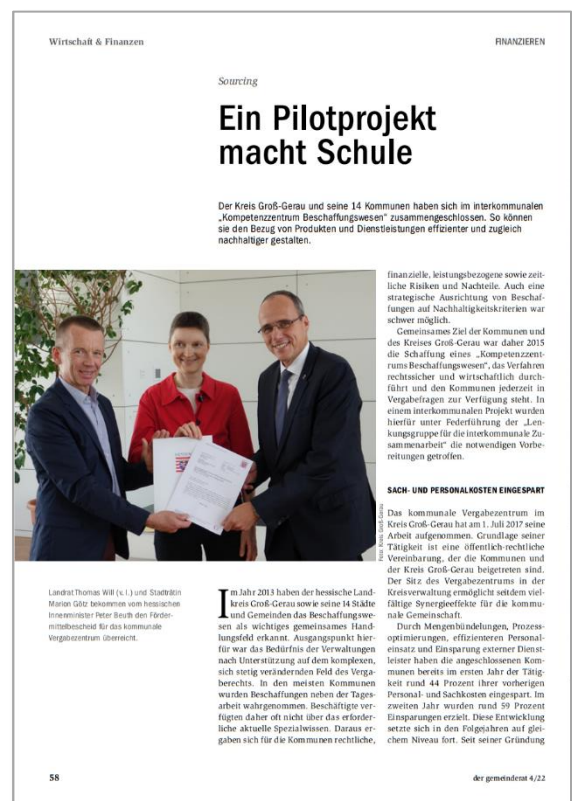 Wirtschaft & Finanzen
FINANZIEREN
Sourcing
Ein Pilotprojekt
macht Schule
Der Kreis Groß-Gerau und seine 14 Kommunen haben sich im interkommunalen
„Kompetenzzentrum Beschaffungswesen“ zusammengeschlossen. So können
sie den Bezug von Produkten und Dienstleistungen effizienter und zugleich
nachhaltiger gestalten.
Foto: Kreis Groß-Gerau
Landrat Thomas Will (v. l.) und Stadträtin
Marion Götz bekommen vom hessischen
Innenminister Peter Beuth den Förder-
mittelbescheid für das kommunale
Vergabezentrum überreicht.
Im Jahr 2013 haben der hessische Land-
kreis Groß-Gerau sowie seine 14 Städte
und Gemeinden das Beschaffungswe-
sen als wichtiges gemeinsames Hand-
lungsfeld erkannt. Ausgangspunkt hier-
für war das Bedürfnis der Verwaltungen
nach Unterstützung auf dem komplexen,
sich stetig verändernden Feld des Verga-
berechts. In den meisten Kommunen
wurden Beschaffungen neben der Tages-
arbeit wahrgenommen. Beschäftigte ver-
fügten daher oft nicht über das erforder-
liche aktuelle Spezialwissen. Daraus er-
gaben sich für die Kommunen rechtliche,
finanzielle, leistungsbezogene sowie zeit-
liche Risiken und Nachteile. Auch eine
strategische Ausrichtung von Beschaf-
fungen auf Nachhaltigkeitskriterien war
schwer möglich.
Gemeinsames Ziel der Kommunen und
des Kreises Groß-Gerau war daher 2015
die Schaffung eines „Kompetenzzent-
rums Beschaffungswesen“, das Verfahren
rechtssicher und wirtschaftlich durch-
führt und den Kommunen jederzeit in
Vergabefragen zur Verfügung steht. In
einem interkommunalen Projekt wurden
hierfür unter Federführung der „Len-
kungsgruppe für die interkommunale Zu-
sammenarbeit“ die notwendigen Vorbe-
reitungen getroffen.
SACH- UND PERSONALKOSTEN EINGESPART
Das kommunale Vergabezentrum im
Kreis Groß-Gerau hat am 1. Juli 2017 seine
Arbeit aufgenommen. Grundlage seiner
Tätigkeit ist eine öffentlich-rechtliche
Vereinbarung, der die Kommunen und
der Kreis Groß-Gerau beigetreten sind.
Der Sitz des Vergabezentrums in der
Kreisverwaltung ermöglicht seitdem viel-
fältige Synergieeffekte für die kommu-
nale Gemeinschaft.
Durch Mengenbündelungen, Prozess-
optimierungen, effizienteren Personal-
einsatz und Einsparung externer Dienst-
leister haben die angeschlossenen Kom-
munen bereits im ersten Jahr der Tätig-
keit rund 44 Prozent ihrer vorherigen
Personal- und Sachkosten eingespart. Im
zweiten Jahr wurden rund 59 Prozent
Einsparungen erzielt. Diese Entwicklung
setzte sich in den Folgejahren auf glei-
chem Niveau fort. Seit seiner Gründung
58
der gemeinderat 4/22